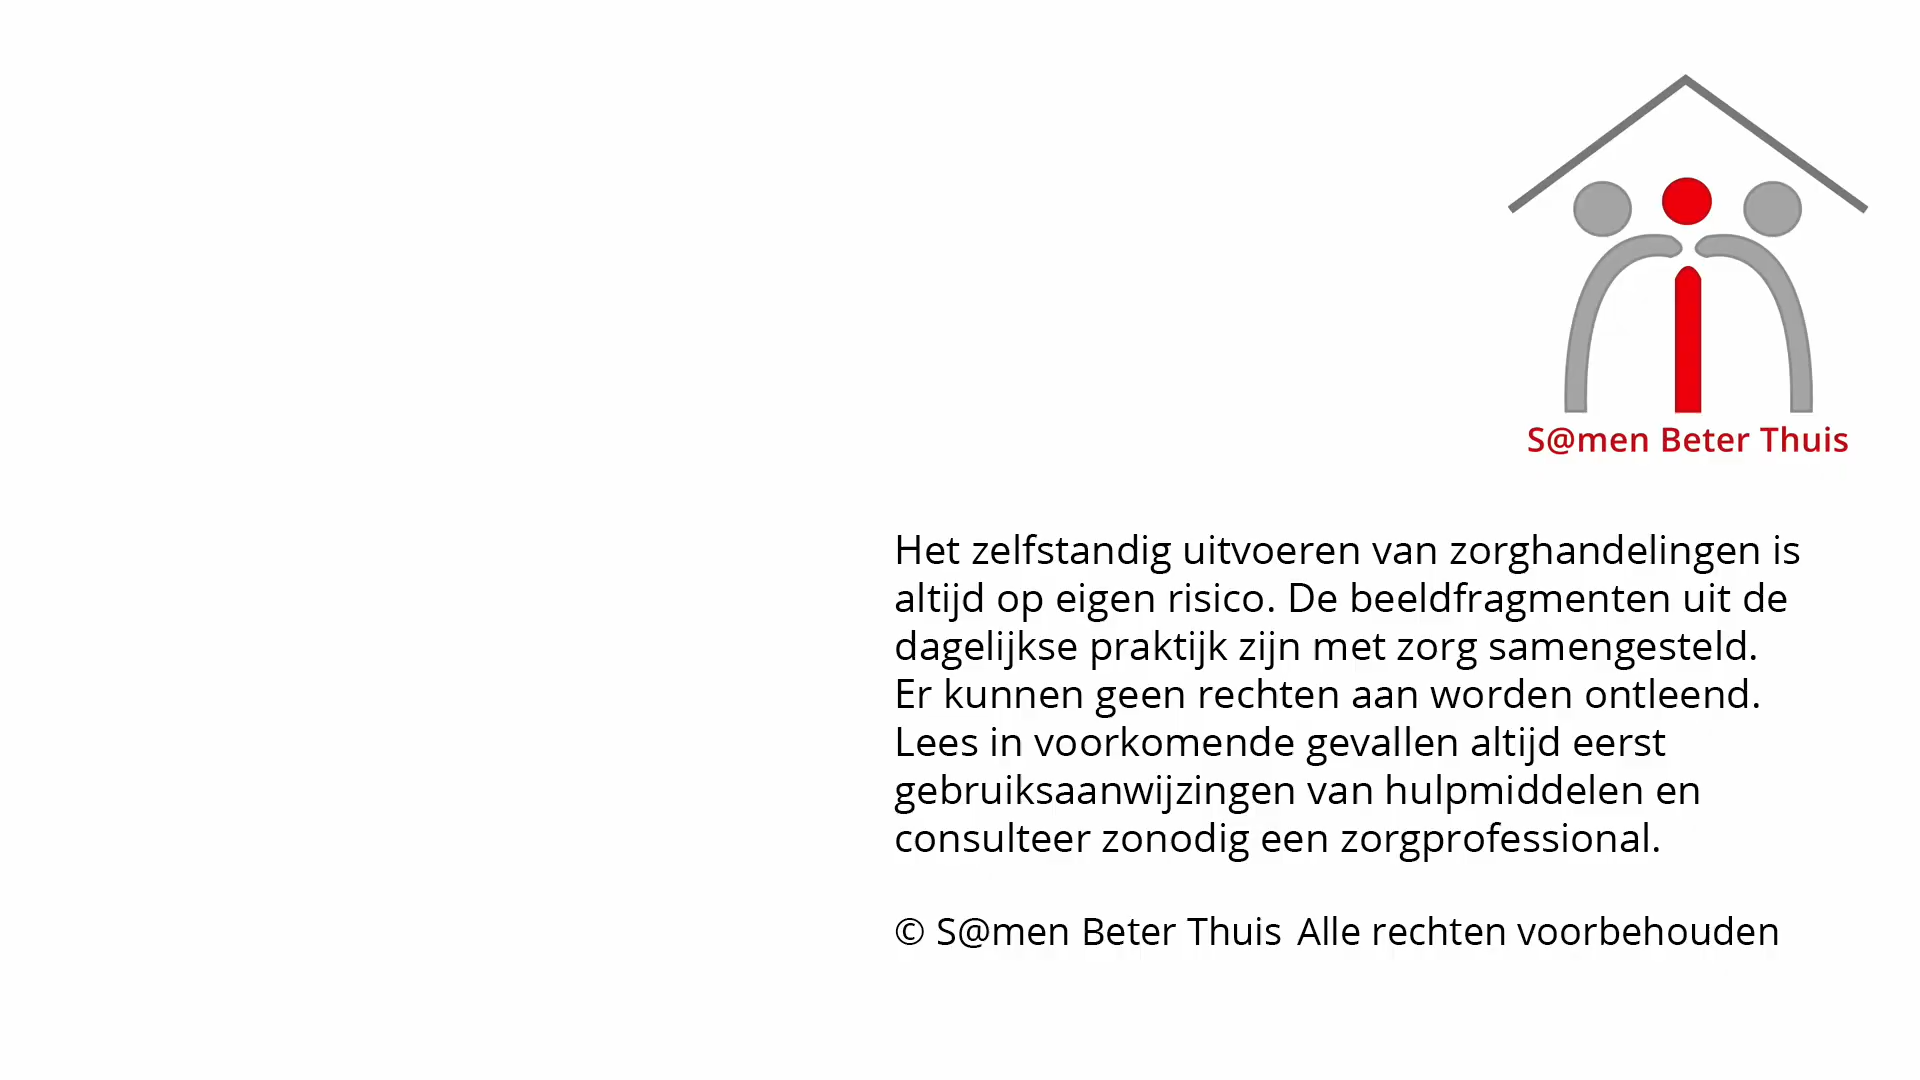 S@men Beter Thuis
Het zelfstandig uitvoeren van zorghandelingen is
altijd op eigen risico. De beeldfragmenten uit de
dagelijkse praktijk zijn met zorg samengesteld.
Er kunnen geen rechten aan worden ontleend.
Lees in voorkomende gevallen altijd eerst
gebruiksaanwijzingen van hulpmiddelen en
consulteer zonodig een zorgprofessional.
© S@men Beter Thuis Alle rechten voorbehouden